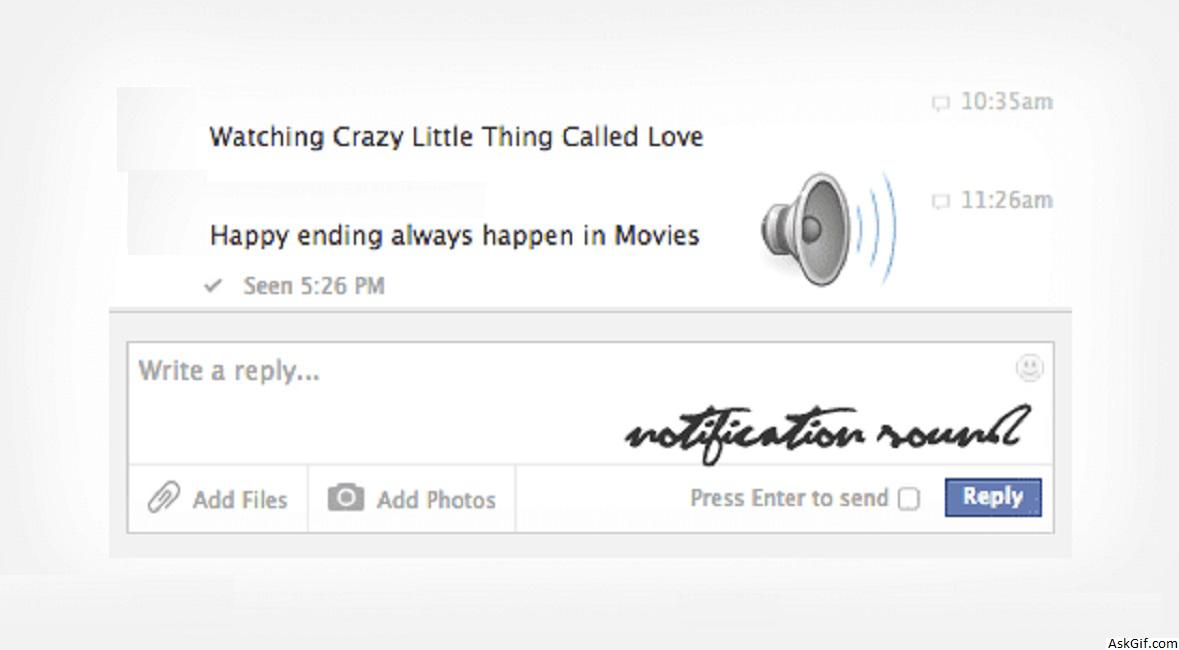 10:35am
Watching Crazy Little Thing Called Love
11:26am
Happy ending always happen in Movies
Seen 5:26 PM
Write a reply...
notification sound
Add Files
Add Photos
Press Enter to send
Reply
AskGif.com